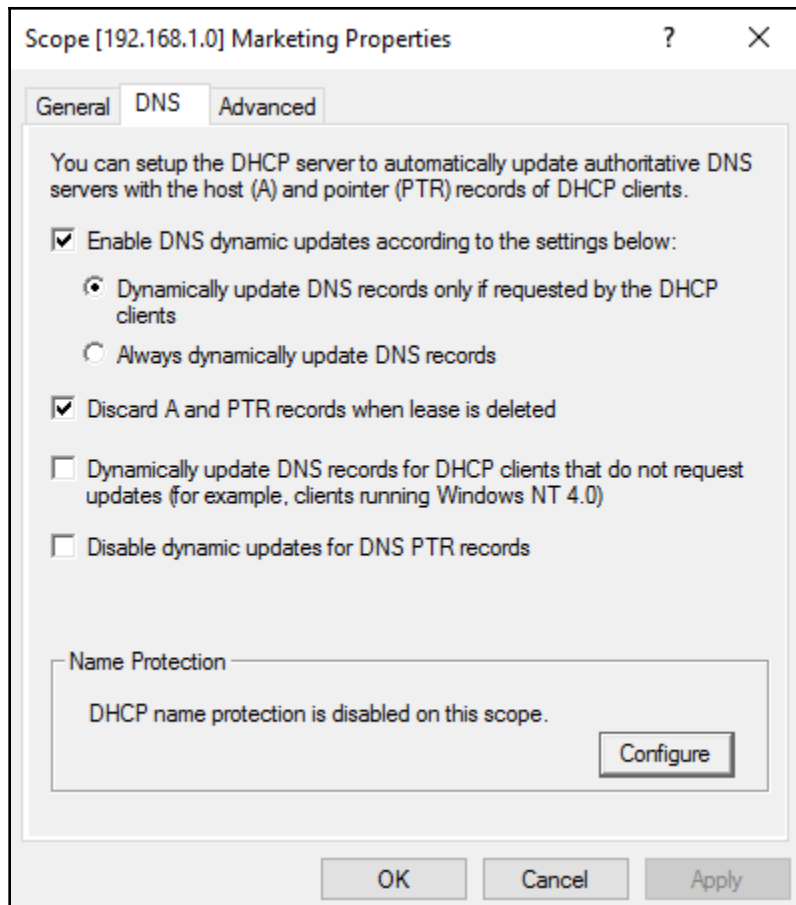 Scope [192.168.1.0] Marketing Properties
General DNS Advanced
You can setup the DHCP server to automatically update authoritative DNS
servers with the host (A) and pointer (PTR) records of DHCP clients.
Enable DNS dynamic updates according to the settings below:
Dynamically update DNS records only if requested by the DHCP
clients
Always dynamically update DNS records
Discard A and PTR records when lease is deleted
Dynamically update DNS records for DHCP clients that do not request
updates (for example, clients running Windows NT 4.0)
Disable dynamic updates for DNS PTR records
Name Protection
DHCP name protection is disabled on this scope.
Configure
OK Cancel Apply